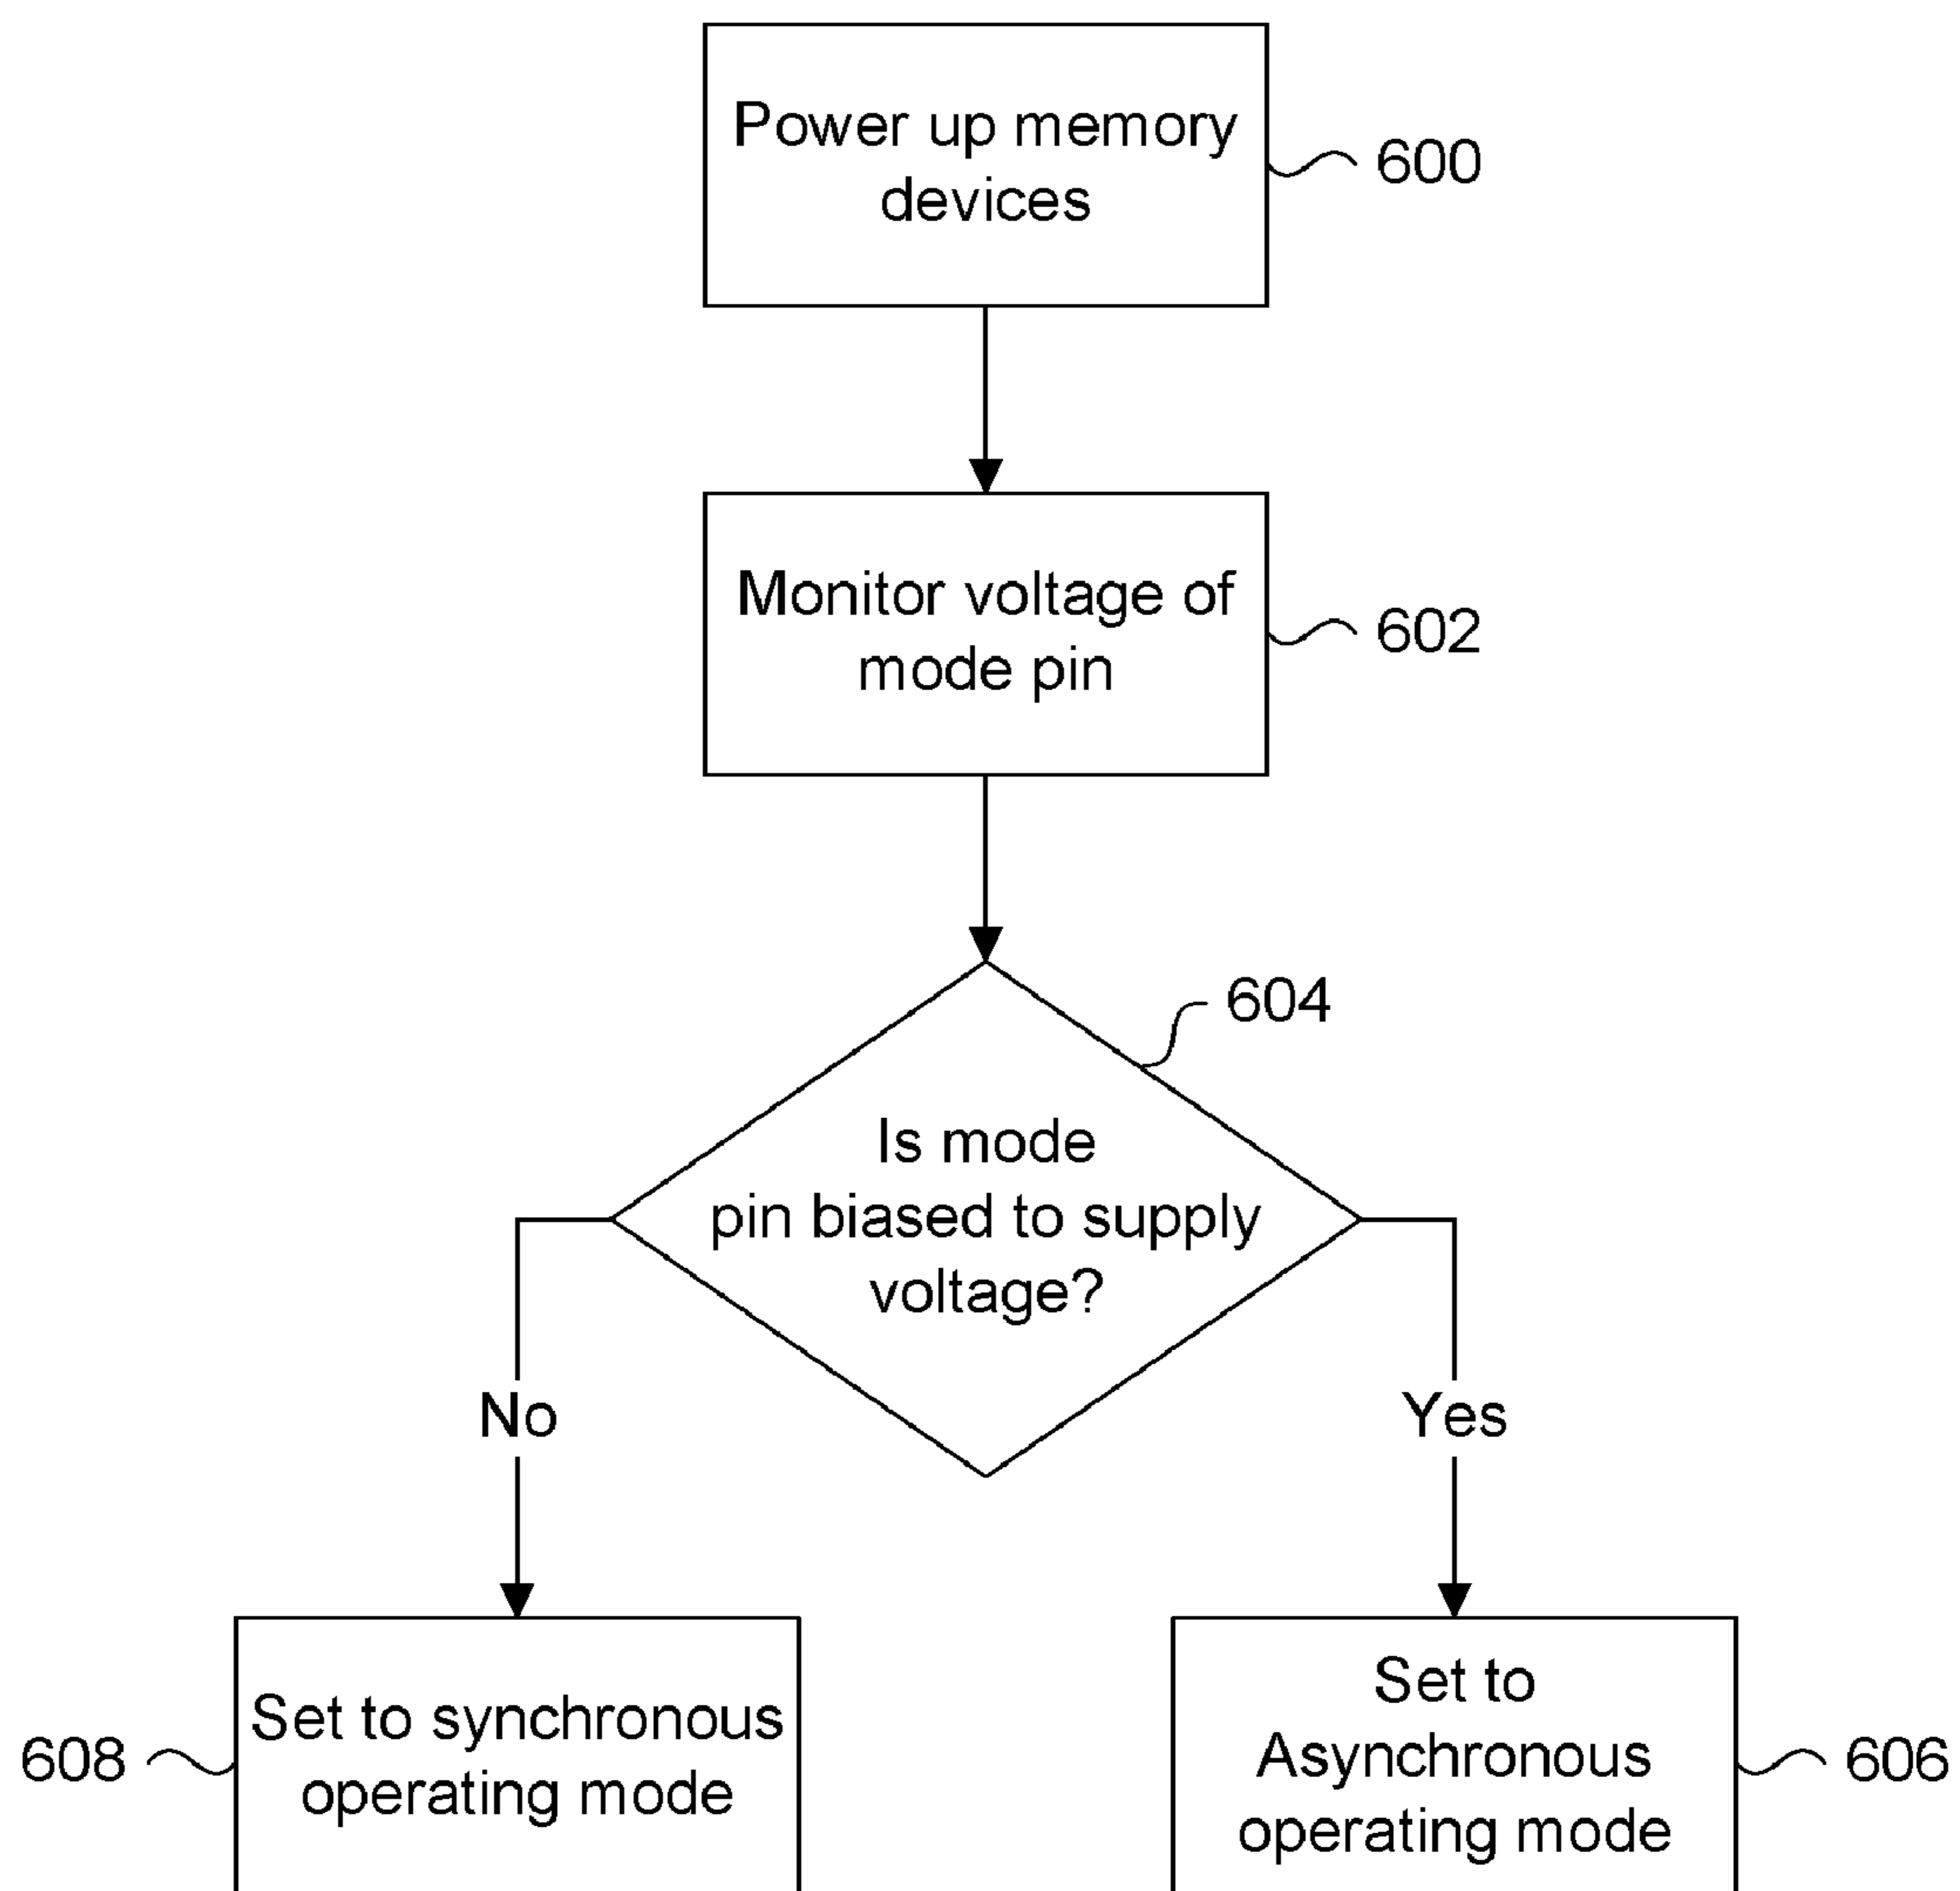 Power up memory
devices
600
Monitor voltage of
mode pin
602
604
Is mode
pin biased to supply
voltage?
No
Yes
608
Set to synchronous
operating mode
Set to
Asynchronous
operating mode
606